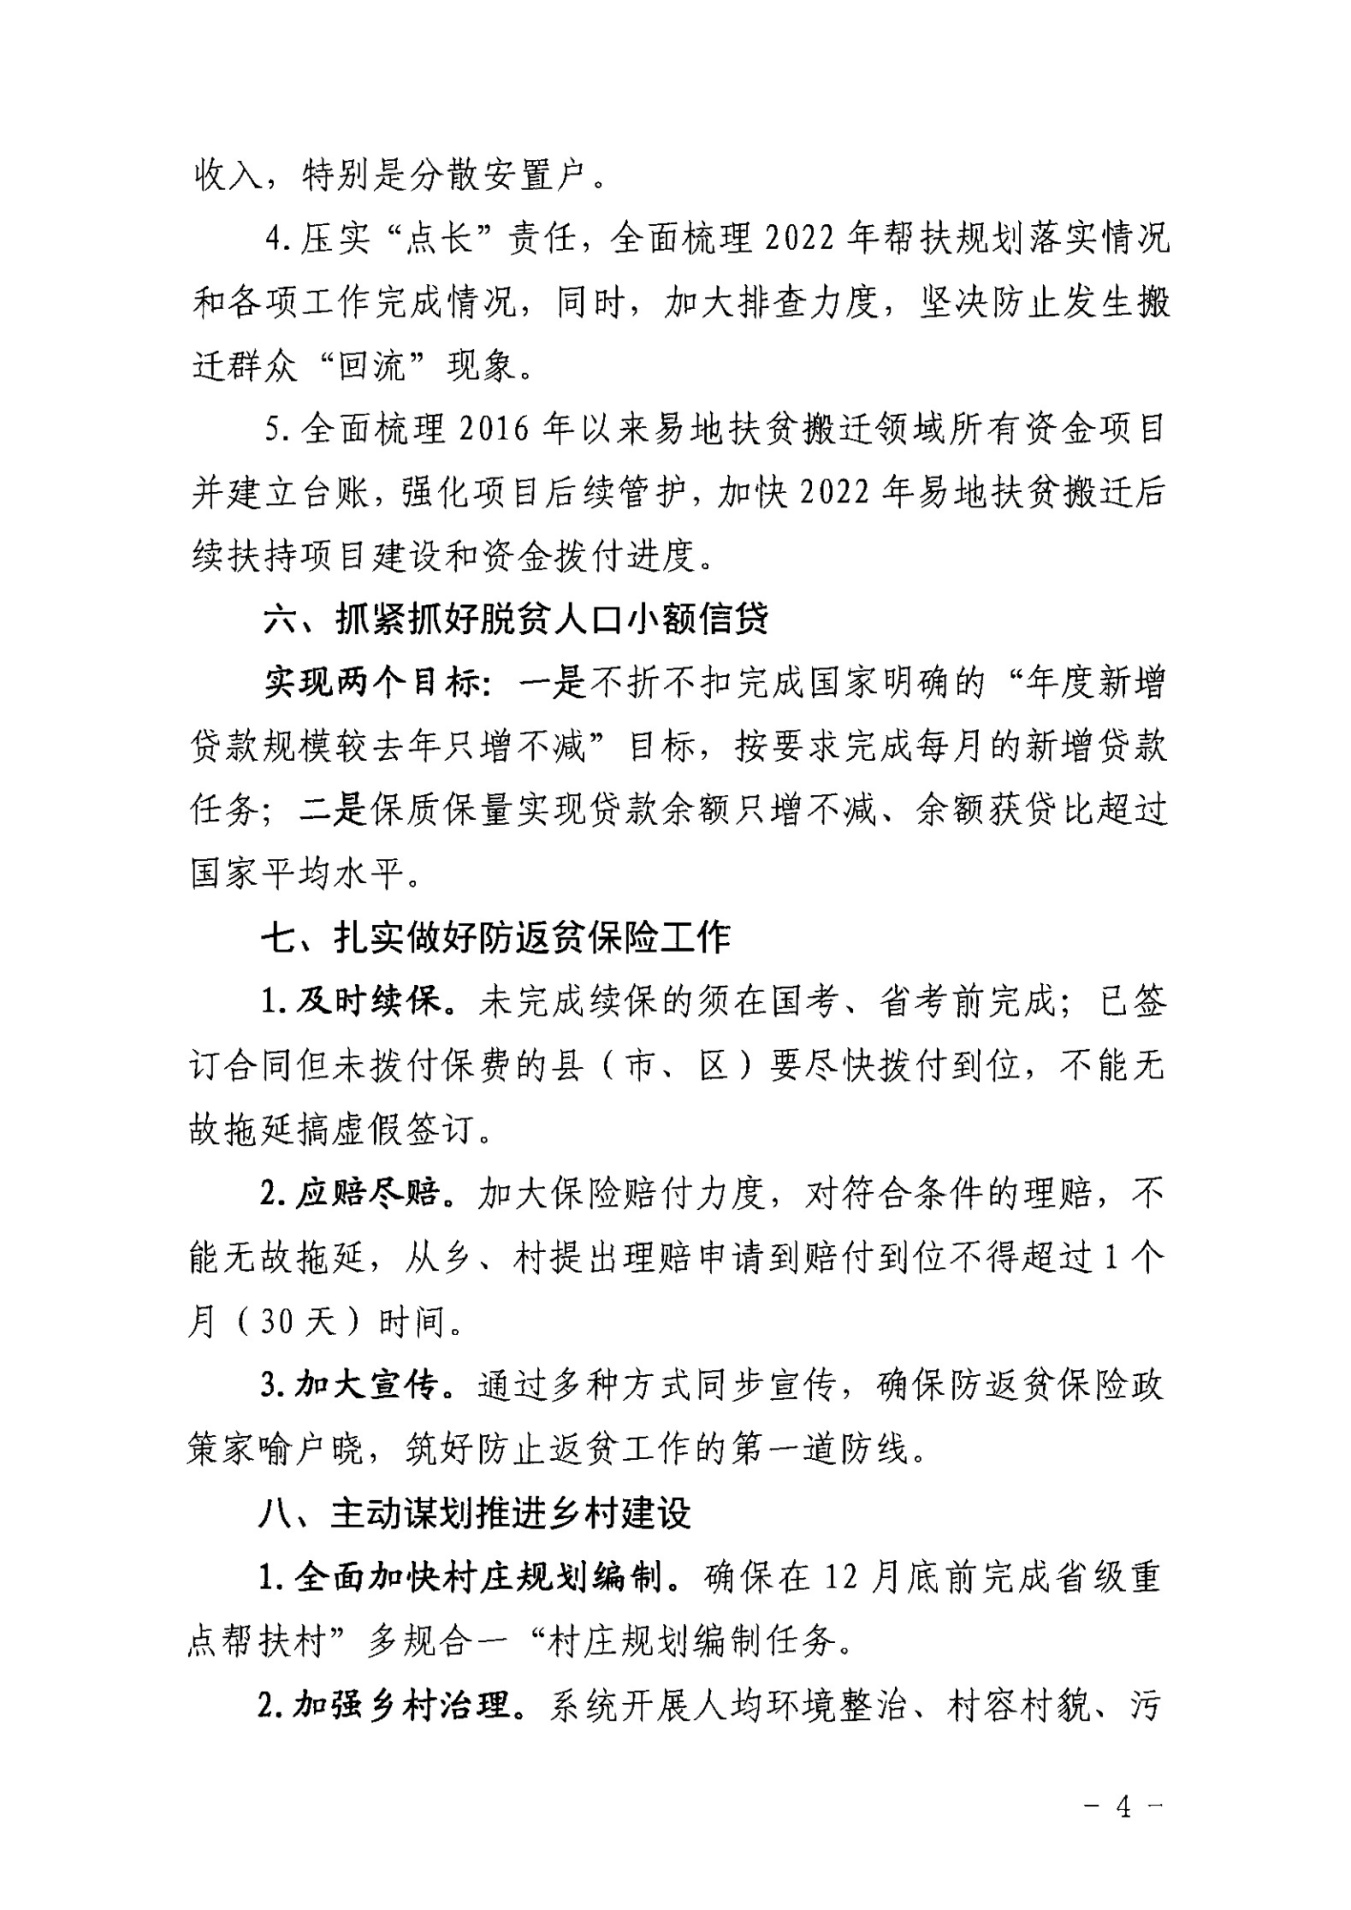 收入，特别是分散安置户。
4.压实“点长”责任，全面梳理2022年帮扶规划落实情况
和各项工作完成情况，同时，加大排查力度，坚决防止发生搬
迁群众“回流”现象。
5.全面梳理2016年以来易地扶贫搬迁领域所有资金项目
并建立台账，强化项目后续管护，加快2022年易地扶贫搬迁后
续扶持项目建设和资金拨付进度。
六、抓紧抓好脱贫人口小额信贷
实现两个目标：一是不折不扣完成国家明确的“年度新增
贷款规模较去年只增不减”目标，按要求完成每月的新增贷款
任务；二是保质保量实现贷款余额只增不减、余额获贷比超过
国家平均水平。
七、扎实做好防返贫保险工作
1.及时续保。未完成续保的须在国考、省考前完成；已签
订合同但未拨付保费的县（市、区）要尽快拨付到位，不能无
故拖延搞虚假签订。
2.应赔尽赔。加大保险赔付力度，对符合条件的理赔，不
能无故拖延，从乡、村提出理赔申请到赔付到位不得超过1个
月（30天）时间。
3.加大宣传。通过多种方式同步宣传，确保防返贫保险政
策家喻户晓，筑好防止返贫工作的第一道防线。
八、主动谋划推进乡村建设
1.全面加快村庄规划编制。确保在12月底前完成省级重
点帮扶村”多规合一“村庄规划编制任务。
2.加强乡村治理。系统开展人均环境整治、村容村貌、污
- 4 -